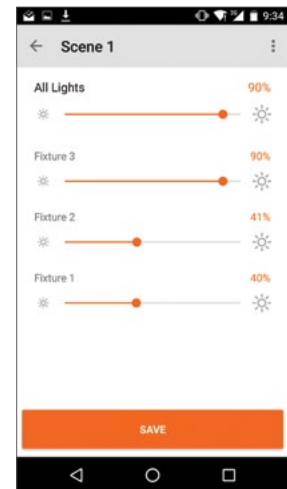 9:34
Scene 1
All Lights 90%
Fixture 3 90%
Fixture 2 41%
Fixture 1 40%
SAVE